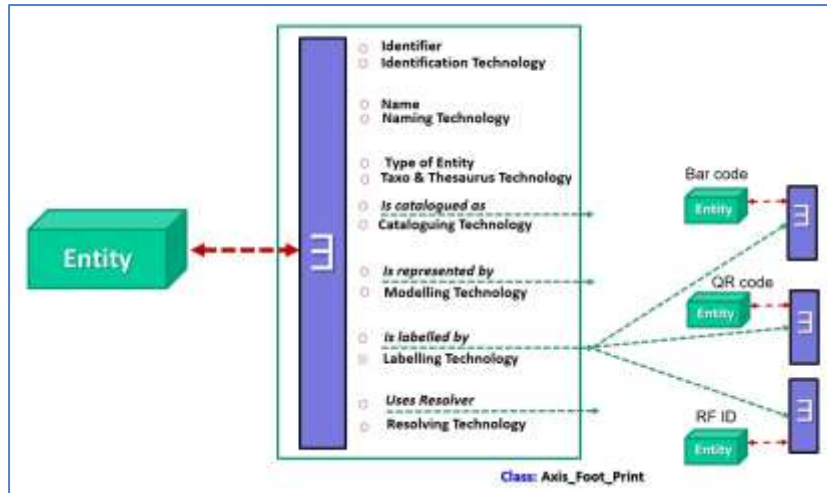 Identifier
Identification Technology
Name
Naming Technology
Type of Entity
Taxo & Thesaurus Technology
Is catalogued as
Cataloguing Technology
Is represented by
Modelling Technology
Is labelled by
Labelling Technology
Uses Resolver
Resolving Technology
Entity
∃
Bar code
Entity
∃
QR code
Entity
∃
RF ID
Entity
∃
Class: Axis_Foot_Print